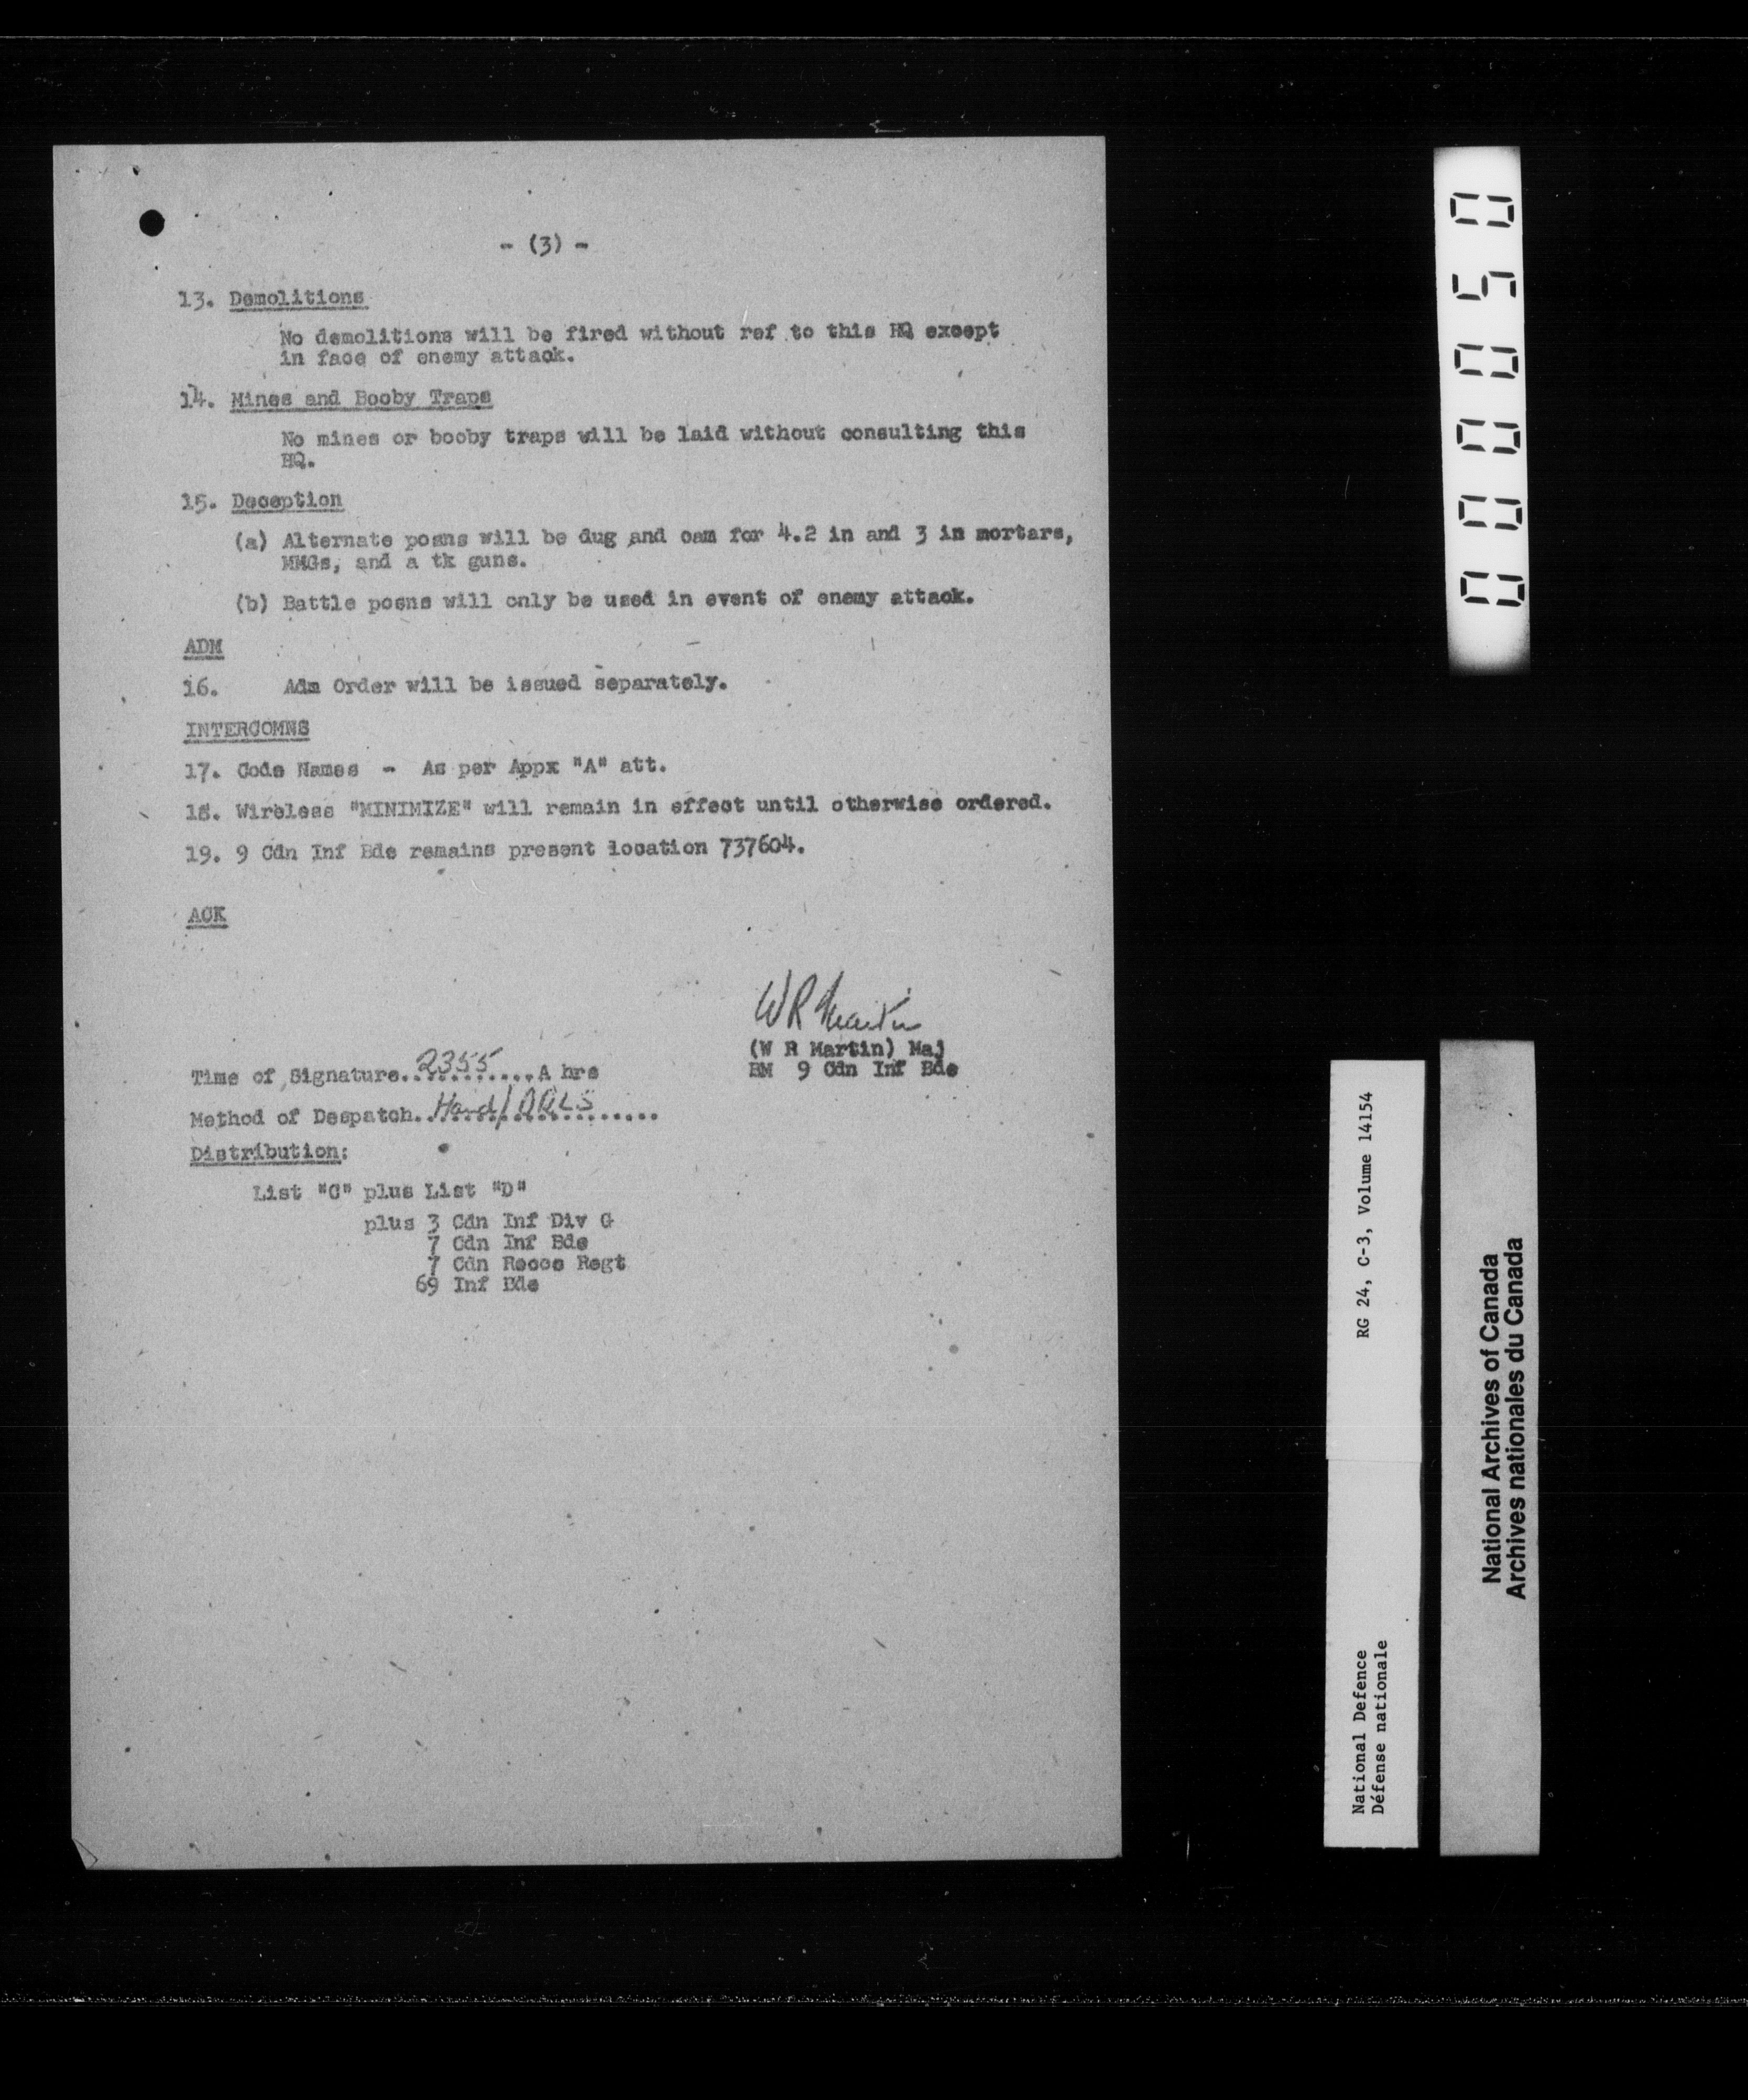 - (3) -
13. Demolitions
No demolitions will be fired without ref to this HQ except
in face of enemy attack.
14. Mines and Booby Traps
No mines or booby traps will be laid without consulting this
HQ.
15. Deception
(a) Alternate posns will be dug and cam for 4.2 in and 3 in mortars,
MMGs, and a tk guns.
(b) Battle posns will only be used in event of enemy attack.
ADM
16. Adm Order will be issued separately.
INTERCOMNS
17. Code Names - As per Appx "A" att.
18. Wireless "MINIMIZE" will remain in effect until otherwise ordered.
19. 9 Cdn Inf Bde remains present location 737604.
ACK
WR Martin
(W R Martin) Maj
BM 9 Cdn Inf Bde
Time of Signature..2355........A hrs
Method of Despatch..Hand/DRLS..........
Distribution:
List "C" plus List "D"
plus 3 Cdn Inf Div G
7 Cdn Inf Bde
7 Cdn Recce Regt
69 Inf Bde
000050
RG 24, C-3, Volume 14154
National Defence
Défense nationale
National Archives of Canada
Archives nationales du Canada